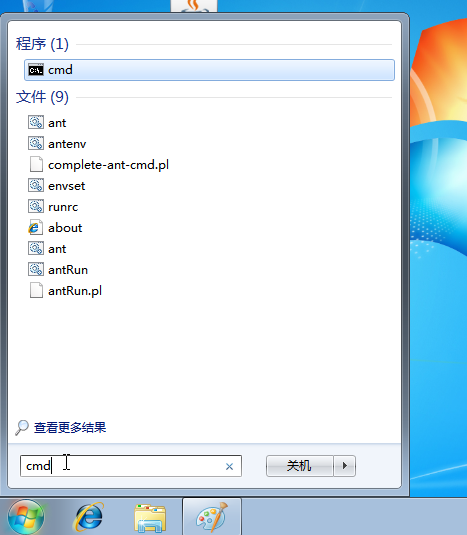 程序 (1)
cmd
文件 (9)
ant
antenv
complete-ant-cmd.pl
envset
runrc
about
ant
antRun
antRun.pl
查看更多结果
cmd
关机